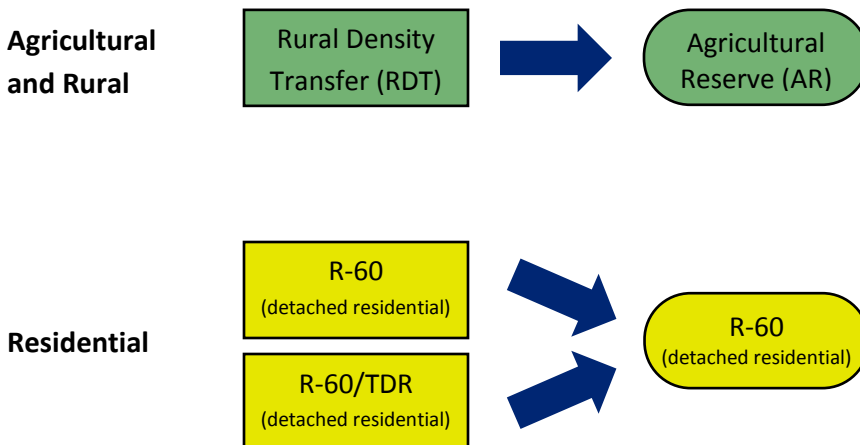 Agricultural
and Rural
Rural Density
Transfer (RDT)
Agricultural
Reserve (AR)
Residential
R-60
(detached residential)
R-60/TDR
(detached residential)
R-60
(detached residential)